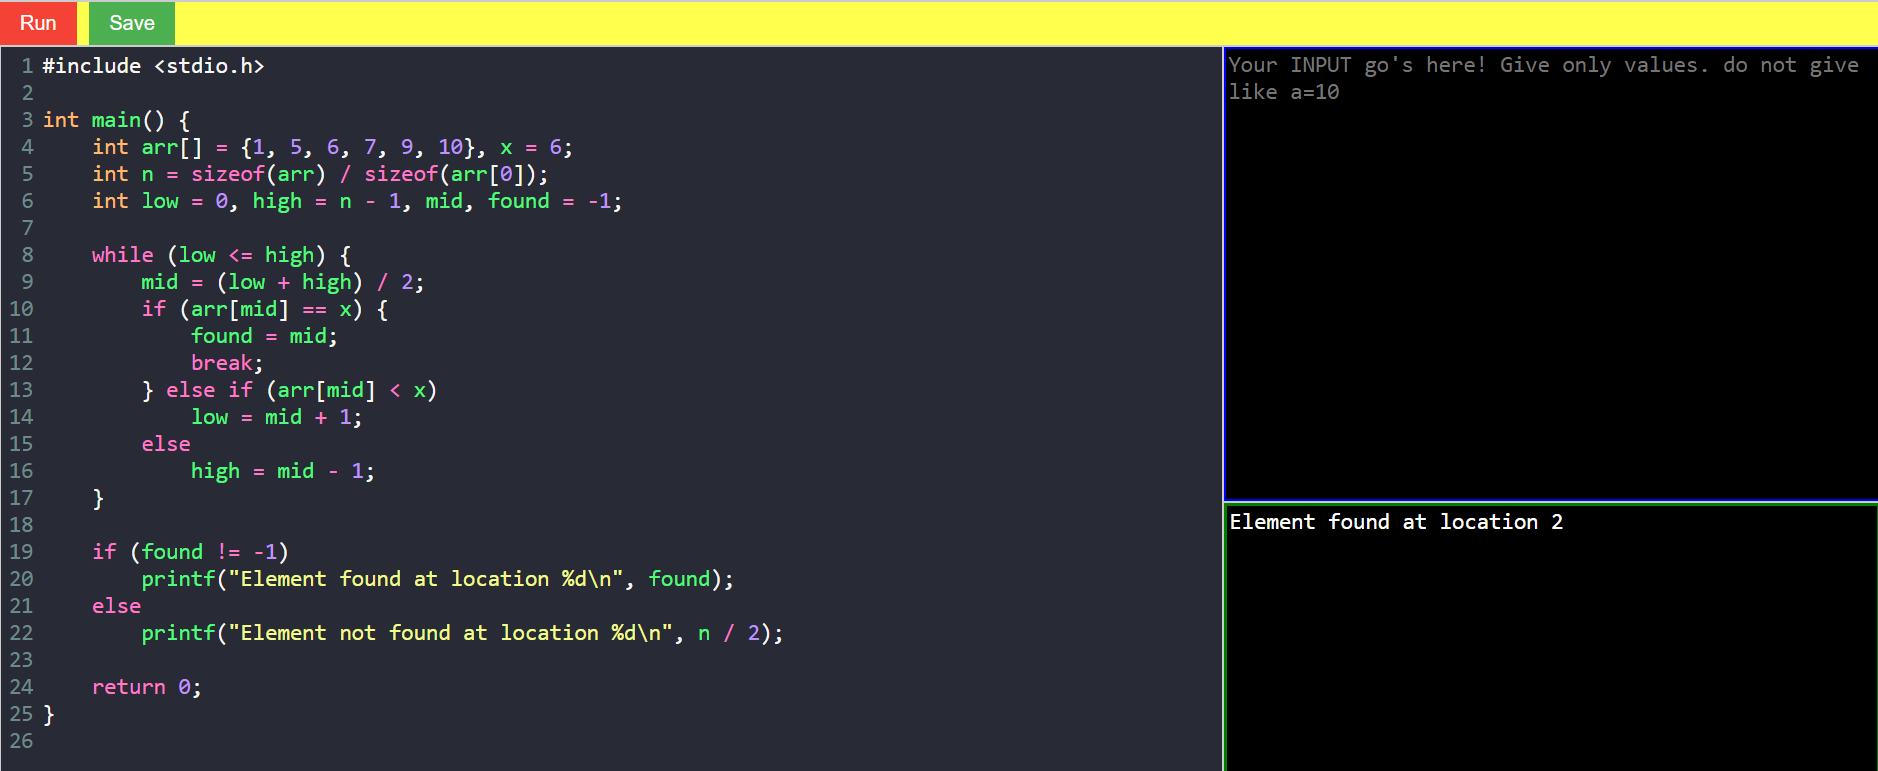 Run Save
1 #include <stdio.h>
2
3 int main() {
4     int arr[] = {1, 5, 6, 7, 9, 10}, x = 6;
5     int n = sizeof(arr) / sizeof(arr[0]);
6     int low = 0, high = n - 1, mid, found = -1;
7
8     while (low <= high) {
9         mid = (low + high) / 2;
10         if (arr[mid] == x) {
11             found = mid;
12             break;
13         } else if (arr[mid] < x)
14             low = mid + 1;
15         else
16             high = mid - 1;
17     }
18
19     if (found != -1)
20         printf("Element found at location %d\n", found);
21     else
22         printf("Element not found at location %d\n", n / 2);
23
24     return 0;
25 }
26
Your INPUT go's here! Give only values. do not give
like a=10
Element found at location 2